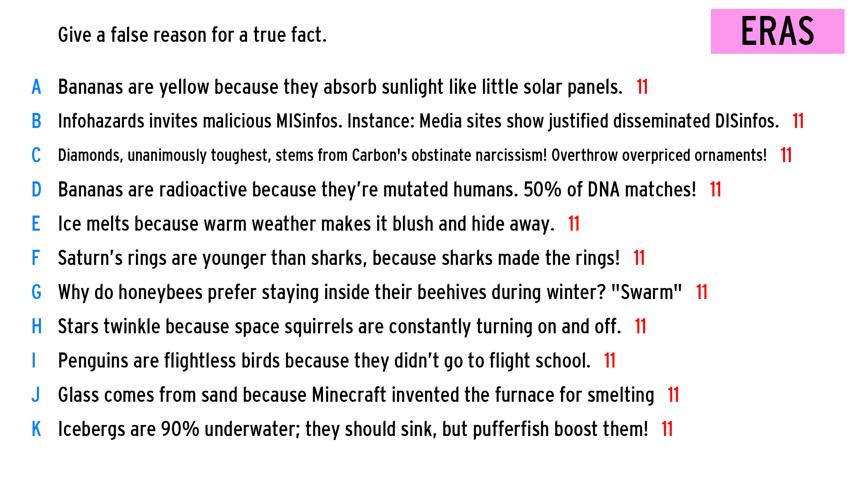 Give a false reason for a true fact.
ERAS
A Bananas are yellow because they absorb sunlight like little solar panels. 11
B Infohazards invites malicious MISinfos. Instance: Media sites show justified disseminated DISinfos. 11
C Diamonds, unanimously toughest, stems from Carbon's obstinate narcissism! Overthrow overpriced ornaments! 11
D Bananas are radioactive because they’re mutated humans. 50% of DNA matches! 11
E Ice melts because warm weather makes it blush and hide away. 11
F Saturn’s rings are younger than sharks, because sharks made the rings! 11
G Why do honeybees prefer staying inside their beehives during winter? "Swarm" 11
H Stars twinkle because space squirrels are constantly turning on and off. 11
I Penguins are flightless birds because they didn’t go to flight school. 11
J Glass comes from sand because Minecraft invented the furnace for smelting 11
K Icebergs are 90% underwater; they should sink, but pufferfish boost them! 11